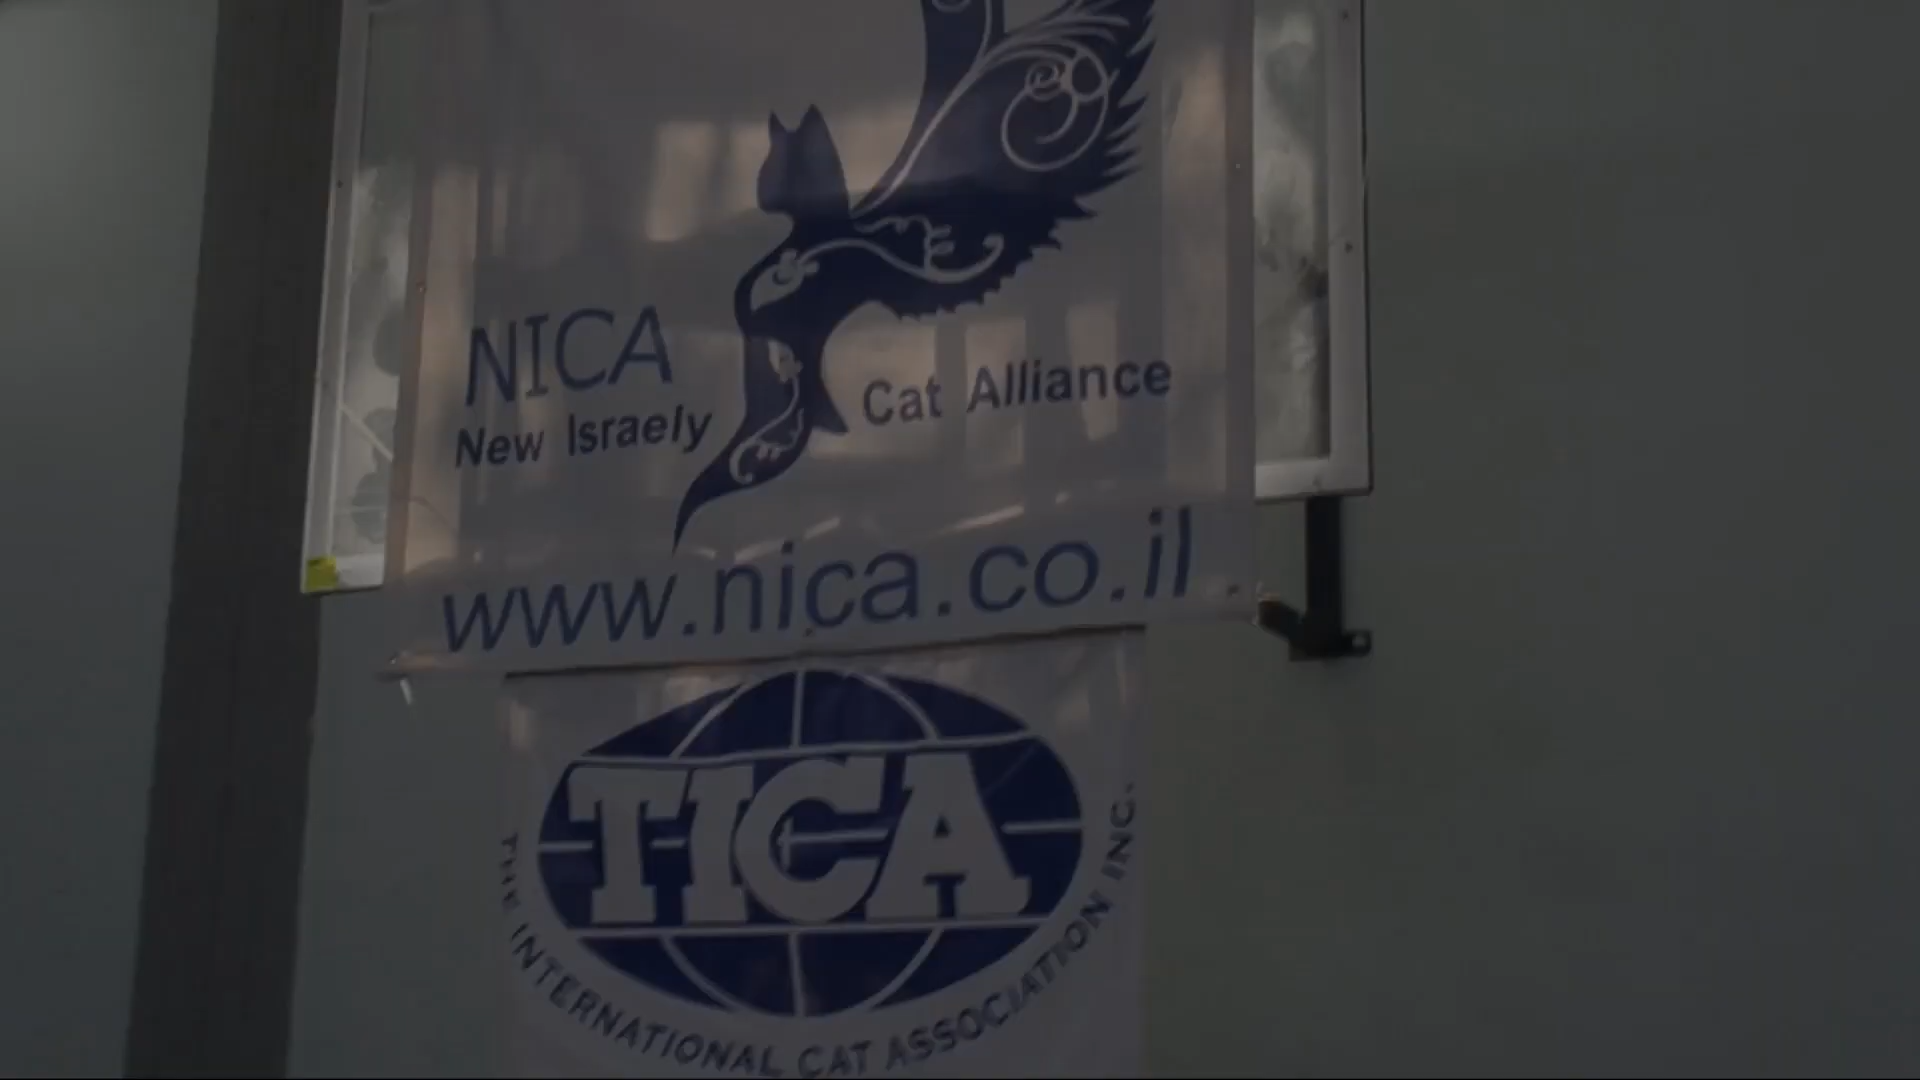 NICA
New Israely Cat Alliance
www.nica.co.il
TICA
THE INTERNATIONAL CAT ASSOCIATION INC.